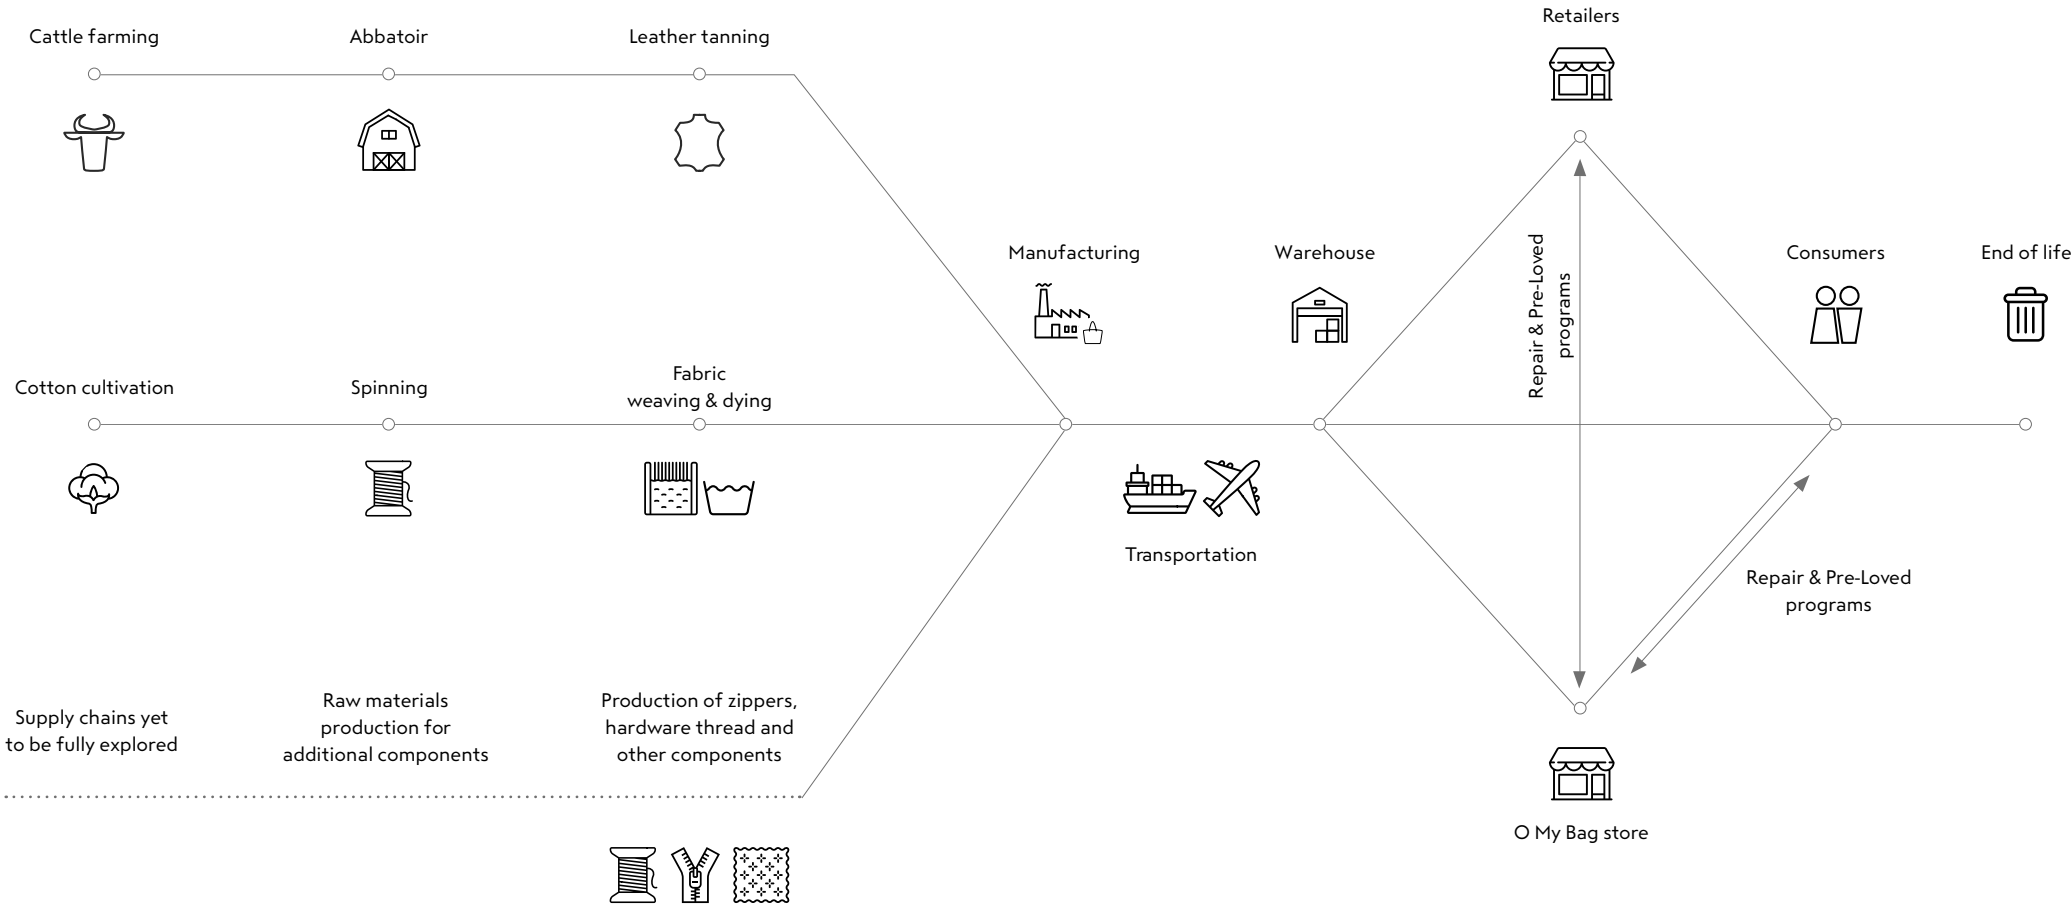 Retailers
Cattle farming
Abbatoir
Leather tanning
Manufacturing
Warehouse
Repair & Pre-Loved
programs
Consumers
End of life
Cotton cultivation
Spinning
Fabric
weaving & dying
Transportation
Repair & Pre-Loved
programs
Supply chains yet
to be fully explored
Raw materials
production for
additional components
Production of zippers,
hardware thread and
other components
O My Bag store